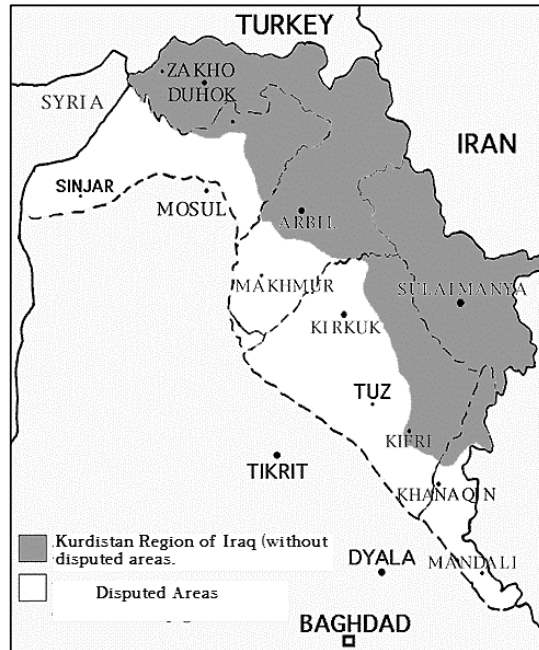 TURKEY
ZAKHO
DUHOK
SYRIA
IRAN
SINJAR
MOSUL
ARBIL
MAKHMUR
SULAIMANYA
KIRKUK
TUZ
KIFRI
TIKRIT
KHANAQIN
Kurdistan Region of Iraq (without
disputed areas.
DYALA
MANDALI
Disputed Areas
BAGHDAD